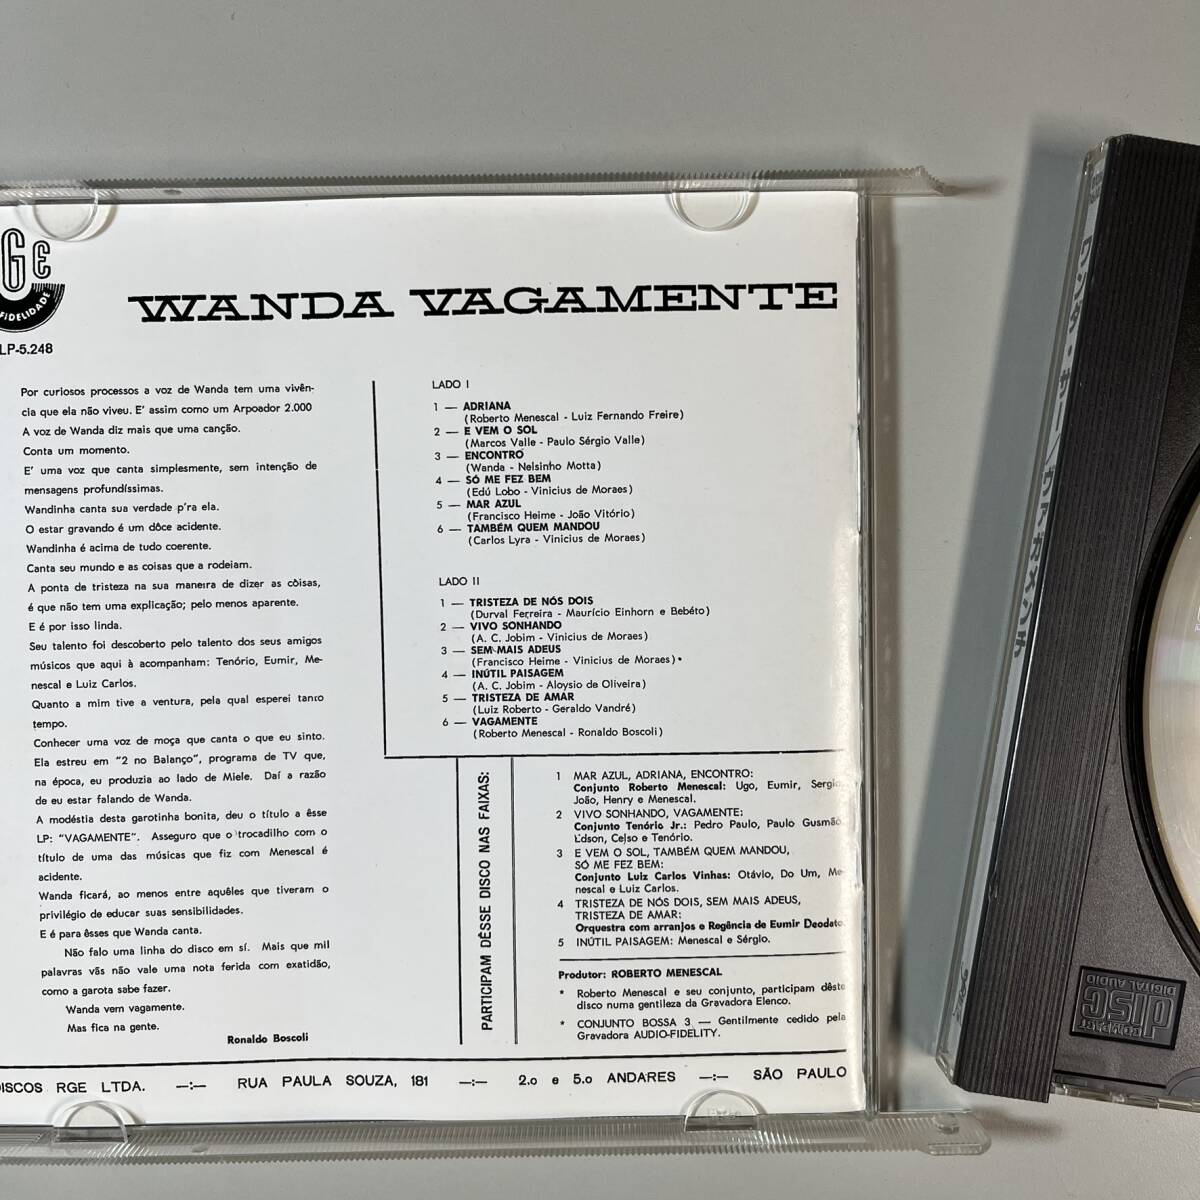 GE
FIDELIDADE
LP-5.248
WANDA VAGAMENTE
Por curiosos processos a voz de Wanda tem uma vivên-
cia que ela não viveu. E' assim como um Arpoador 2.000
A voz de Wanda diz mais que uma canção.
Conta um momento.
E' uma voz que canta simplesmente, sem intenção de
mensagens profundíssimas.
Wandinha canta sua verdade p'ra ela.
O estar gravando é um dôce acidente.
Wandinha é acima de tudo coerente.
Canta seu mundo e as coisas que a rodeiam.
A ponta de tristeza na sua maneira de dizer as côisas,
é que não tem uma explicação; pelo menos aparente.
E é por isso linda.
Seu talento foi descoberto pelo talento dos seus amigos
músicos que aqui à acompanham: Tenório, Eumir, Me-
nescal e Luiz Carlos.
Quanto a mim tive a ventura, pela qual esperei tanto
tempo.
Conhecer uma voz de moça que canta o que eu sinto.
Ela estreu em "2 no Balanço", programa de TV que,
na época, eu produzia ao lado de Miele. Daí a razão
de eu estar falando de Wanda.
A modéstia desta garotinha bonita, deu o título a êsse
LP: "VAGAMENTE". Asseguro que o trocadilho com o
título de uma das músicas que fiz com Menescal é
acidente.
Wanda ficará, ao menos entre aquêles que tiveram o
privilégio de educar suas sensibilidades.
E é para êsses que Wanda canta.
Não falo uma linha do disco em sí. Mais que mil
palavras vãs não vale uma nota ferida com exatidão,
como a garota sabe fazer.
Wanda vem vagamente.
Mas fica na gente.
Ronaldo Boscoli
LADO I
1 — ADRIANA
(Roberto Menescal - Luiz Fernando Freire)
2 — E VEM O SOL
(Marcos Valle - Paulo Sérgio Valle)
3 — ENCONTRO
(Wanda - Nelsinho Motta)
4 — SÓ ME FEZ BEM
(Edú Lobo - Vinicius de Moraes)
5 — MAR AZUL
(Francisco Heime - João Vitório)
6 — TAMBÉM QUEM MANDOU
(Carlos Lyra - Vinicius de Moraes)
LADO II
1 — TRISTEZA DE NÓS DOIS
(Durval Ferreira - Maurício Einhorn e Bebéto)
2 — VIVO SONHANDO
(A. C. Jobim - Vinicius de Moraes)
3 — SEM MAIS ADEUS
(Francisco Heime - Vinicius de Moraes)•
4 — INÚTIL PAISAGEM
(A. C. Jobim - Aloysio de Oliveira)
5 — TRISTEZA DE AMAR
(Luiz Roberto - Geraldo Vandré)
6 — VAGAMENTE
(Roberto Menescal - Ronaldo Boscoli)
PARTICIPAM DÊSSE DISCO NAS FAIXAS:
1 MAR AZUL, ADRIANA, ENCONTRO:
Conjunto Roberto Menescal: Ugo, Eumir, Sergio,
João, Henry e Menescal.
2 VIVO SONHANDO, VAGAMENTE:
Conjunto Tenório Jr.: Pedro Paulo, Paulo Gusmão,
Edson, Celso e Tenório.
3 E VEM O SOL, TAMBÉM QUEM MANDOU,
SÓ ME FEZ BEM:
Conjunto Luiz Carlos Vinhas: Otávio, Do Um, Me-
nescal e Luiz Carlos.
4 TRISTEZA DE NÓS DOIS, SEM MAIS ADEUS,
TRISTEZA DE AMAR:
Orquestra com arranjos e Regência de Eumir Deodato.
5 INÚTIL PAISAGEM: Menescal e Sérgio.
Produtor: ROBERTO MENESCAL
* Roberto Menescal e seu conjunto, participam dêste
disco numa gentileza da Gravadora Elenco.
* CONJUNTO BOSSA 3 — Gentilmente cedido pela
Gravadora AUDIO-FIDELITY.
DISCOS RGE LTDA. —:— RUA PAULA SOUZA, 181 —:— 2.o e 5.o ANDARES —:— SÃO PAULO
COMPACT
disc
DIGITAL AUDIO